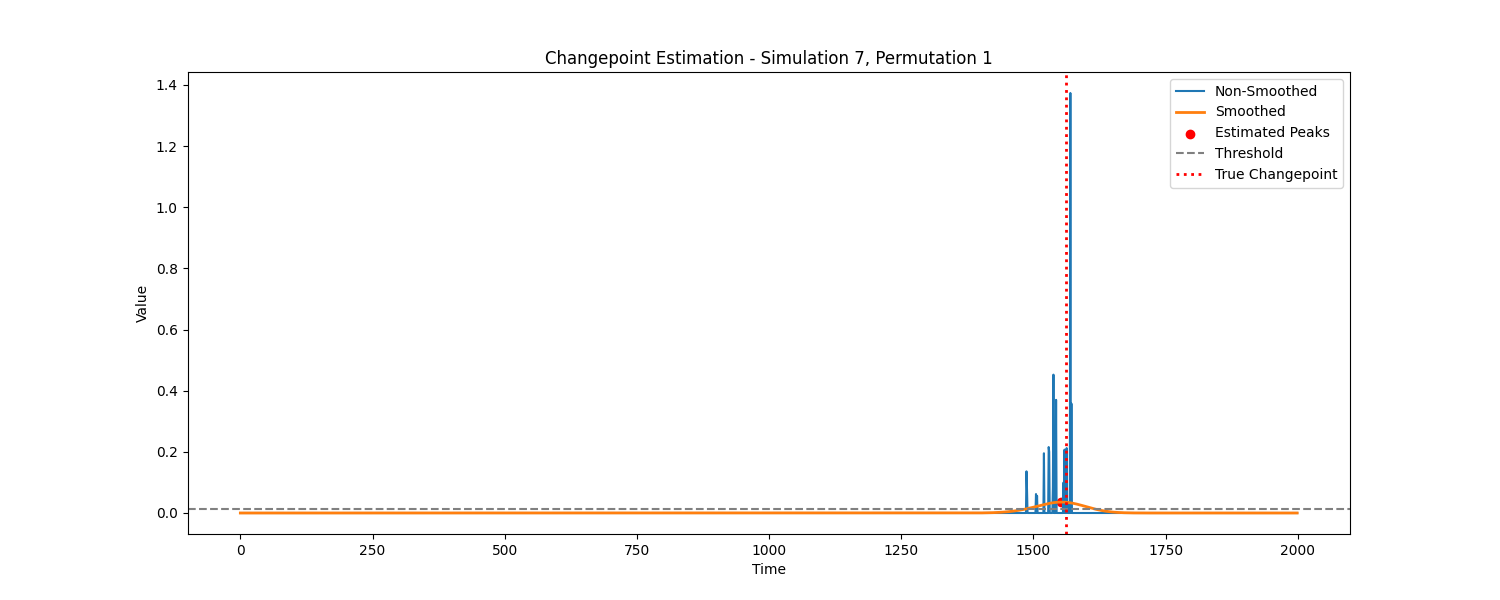 Changepoint Estimation - Simulation 7, Permutation 1
Non-Smoothed
Smoothed
Estimated Peaks
Threshold
True Changepoint
1.4
1.2
1.0
0.8
0.6
0.4
0.2
0.0
Value
0
250
500
750
1000
1250
1500
1750
2000
Time